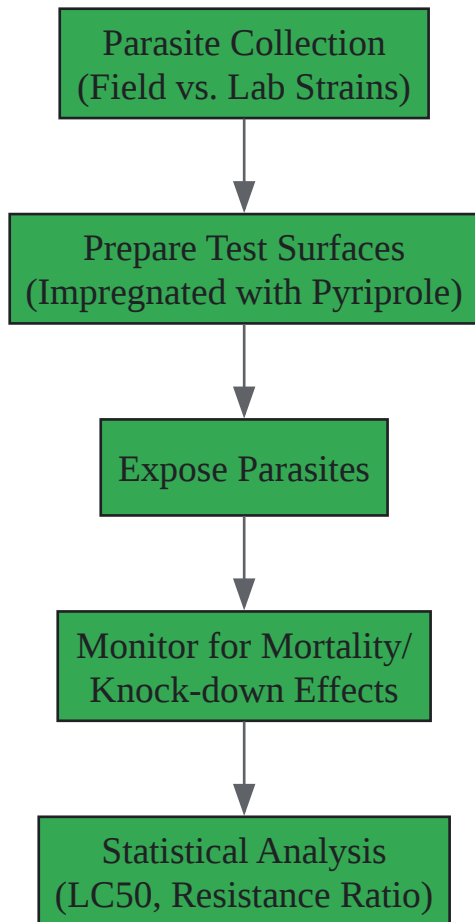 Parasite Collection
(Field vs. Lab Strains)
Prepare Test Surfaces
(Impregnated with Pyriprole)
Expose Parasites
Monitor for Mortality/
Knock-down Effects
Statistical Analysis
(LC50, Resistance Ratio)